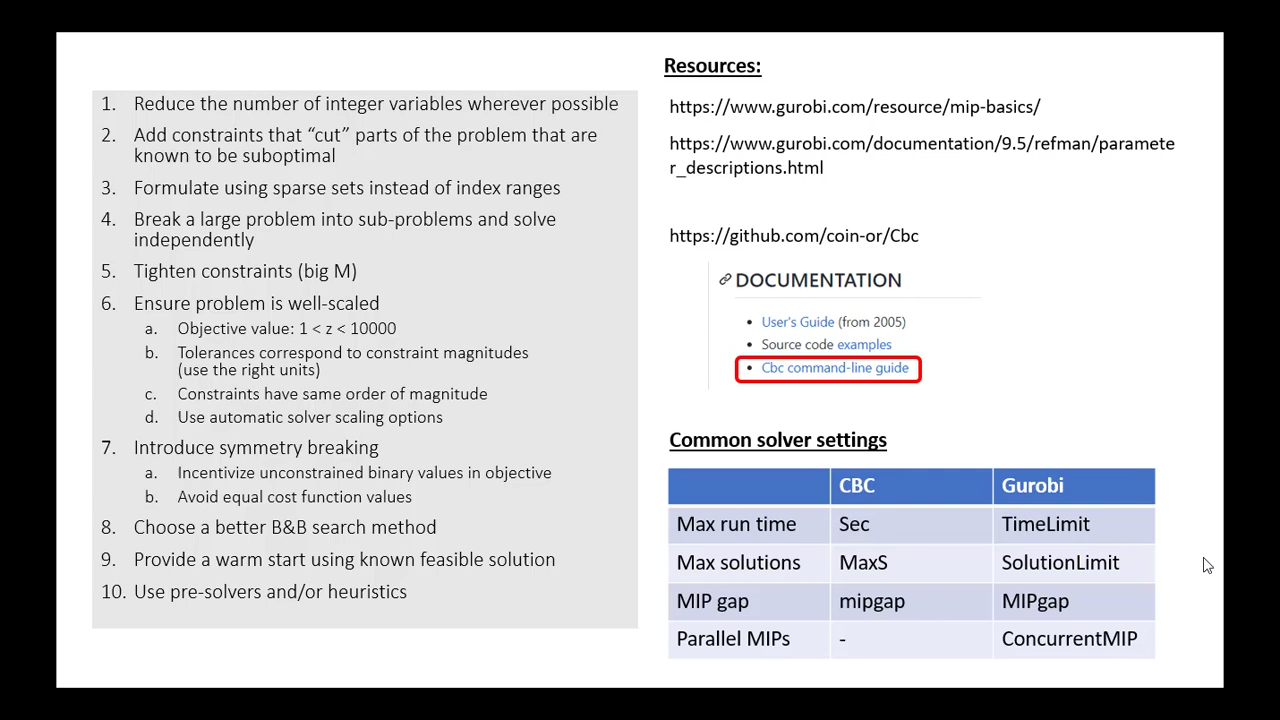 1. Reduce the number of integer variables wherever possible
2. Add constraints that “cut” parts of the problem that are
known to be suboptimal
3. Formulate using sparse sets instead of index ranges
4. Break a large problem into sub-problems and solve
independently
5. Tighten constraints (big M)
6. Ensure problem is well-scaled
a. Objective value: 1 < z < 10000
b. Tolerances correspond to constraint magnitudes
(use the right units)
c. Constraints have same order of magnitude
d. Use automatic solver scaling options
7. Introduce symmetry breaking
a. Incentivize unconstrained binary values in objective
b. Avoid equal cost function values
8. Choose a better B&B search method
9. Provide a warm start using known feasible solution
10. Use pre-solvers and/or heuristics
Resources:
https://www.gurobi.com/resource/mip-basics/
https://www.gurobi.com/documentation/9.5/refman/paramete
r_descriptions.html
https://github.com/coin-or/Cbc
DOCUMENTATION
• User's Guide (from 2005)
• Source code examples
• Cbc command-line guide
Common solver settings
CBC Gurobi
Max run time Sec TimeLimit
Max solutions MaxS SolutionLimit
MIP gap mipgap MIPgap
Parallel MIPs - ConcurrentMIP